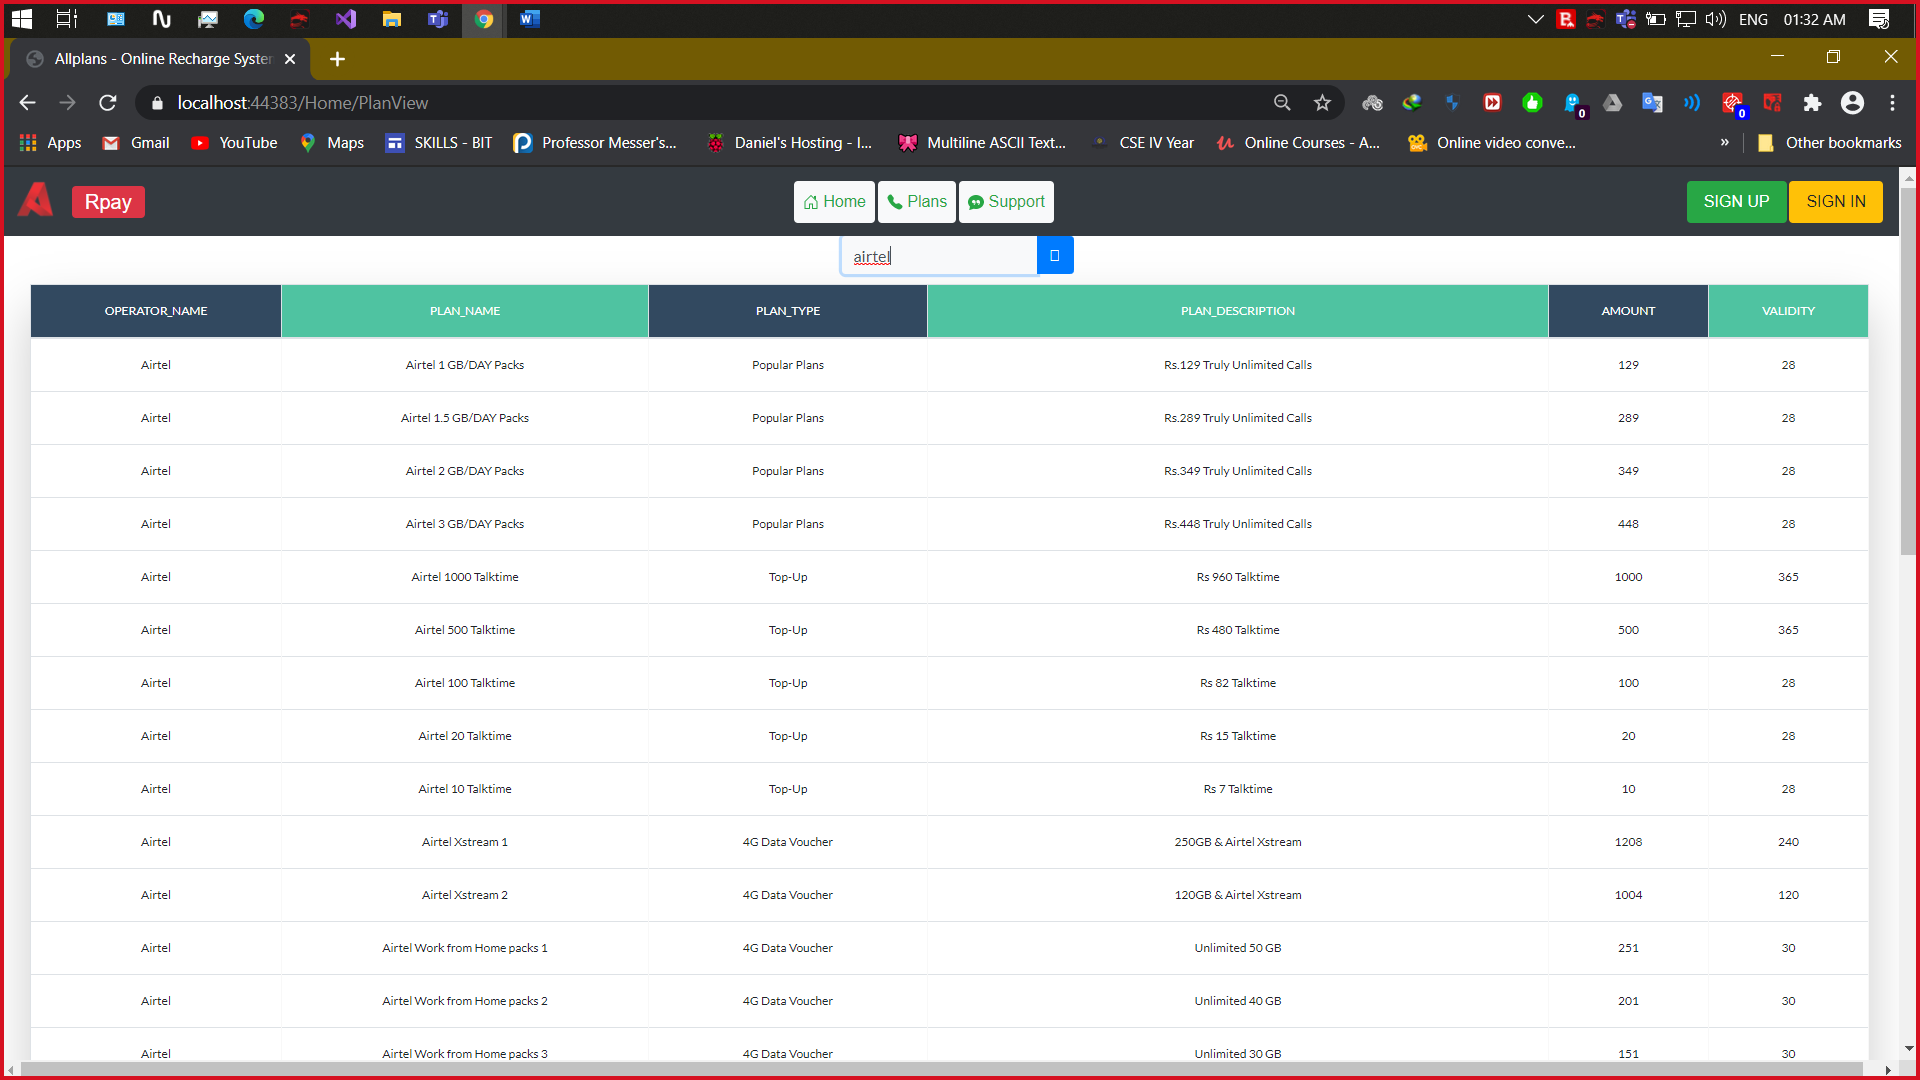 ENG 01:32 AM
Allplans - Online Recharge System
localhost:44383/Home/PlanView
0 0
Apps Gmail YouTube Maps SKILLS - BIT Professor Messer's... Daniel's Hosting - I... Multiline ASCII Text... CSE IV Year Online Courses - A... Online video conve... » Other bookmarks
Rpay Home Plans Support SIGN UP SIGN IN
airtel
OPERATOR_NAME PLAN_NAME PLAN_TYPE PLAN_DESCRIPTION AMOUNT VALIDITY
Airtel Airtel 1 GB/DAY Packs Popular Plans Rs.129 Truly Unlimited Calls 129 28
Airtel Airtel 1.5 GB/DAY Packs Popular Plans Rs.289 Truly Unlimited Calls 289 28
Airtel Airtel 2 GB/DAY Packs Popular Plans Rs.349 Truly Unlimited Calls 349 28
Airtel Airtel 3 GB/DAY Packs Popular Plans Rs.448 Truly Unlimited Calls 448 28
Airtel Airtel 1000 Talktime Top-Up Rs 960 Talktime 1000 365
Airtel Airtel 500 Talktime Top-Up Rs 480 Talktime 500 365
Airtel Airtel 100 Talktime Top-Up Rs 82 Talktime 100 28
Airtel Airtel 20 Talktime Top-Up Rs 15 Talktime 20 28
Airtel Airtel 10 Talktime Top-Up Rs 7 Talktime 10 28
Airtel Airtel Xstream 1 4G Data Voucher 250GB & Airtel Xstream 1208 240
Airtel Airtel Xstream 2 4G Data Voucher 120GB & Airtel Xstream 1004 120
Airtel Airtel Work from Home packs 1 4G Data Voucher Unlimited 50 GB 251 30
Airtel Airtel Work from Home packs 2 4G Data Voucher Unlimited 40 GB 201 30
Airtel Airtel Work from Home packs 3 4G Data Voucher Unlimited 30 GB 151 30